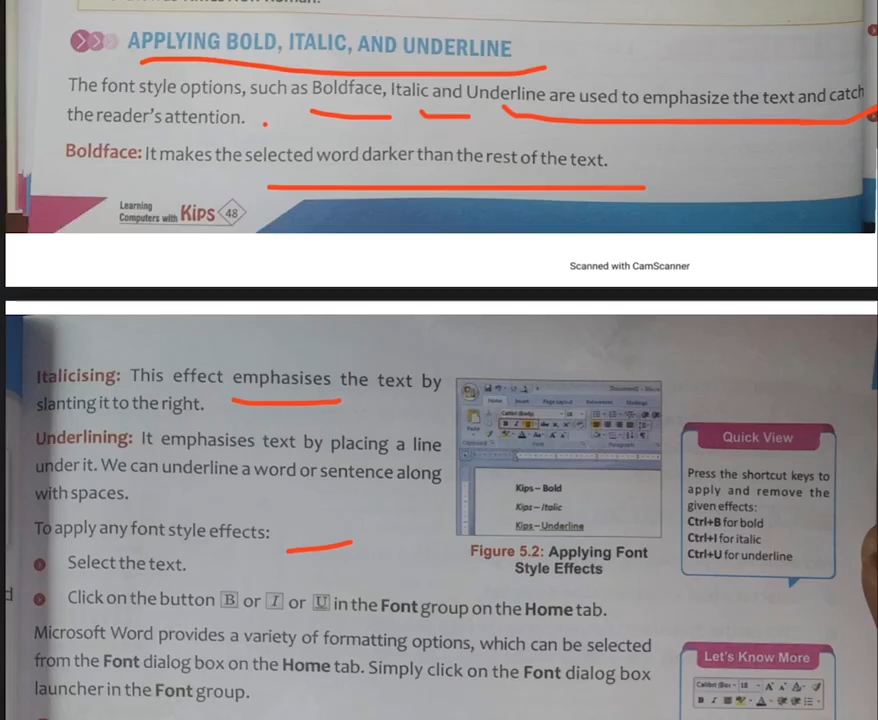 APPLYING BOLD, ITALIC, AND UNDERLINE
The font style options, such as Boldface, Italic and Underline are used to emphasize the text and catch
the reader's attention.
Boldface: It makes the selected word darker than the rest of the text.
Learning
Computers with Kips 48
Scanned with CamScanner
Italicising: This effect emphasises the text by
slanting it to the right.
Underlining: It emphasises text by placing a line
under it. We can underline a word or sentence along
with spaces.
To apply any font style effects:
Select the text.
Click on the button B or I or U in the Font group on the Home tab.
Microsoft Word provides a variety of formatting options, which can be selected
from the Font dialog box on the Home tab. Simply click on the Font dialog box
launcher in the Font group.
Home Insert Page Layout References Mailings
Kips – Bold
Kips – Italic
Kips – Underline
Figure 5.2: Applying Font
Style Effects
Quick View
Press the shortcut keys to
apply and remove the
given effects:
Ctrl+B for bold
Ctrl+I for italic
Ctrl+U for underline
Let's Know More